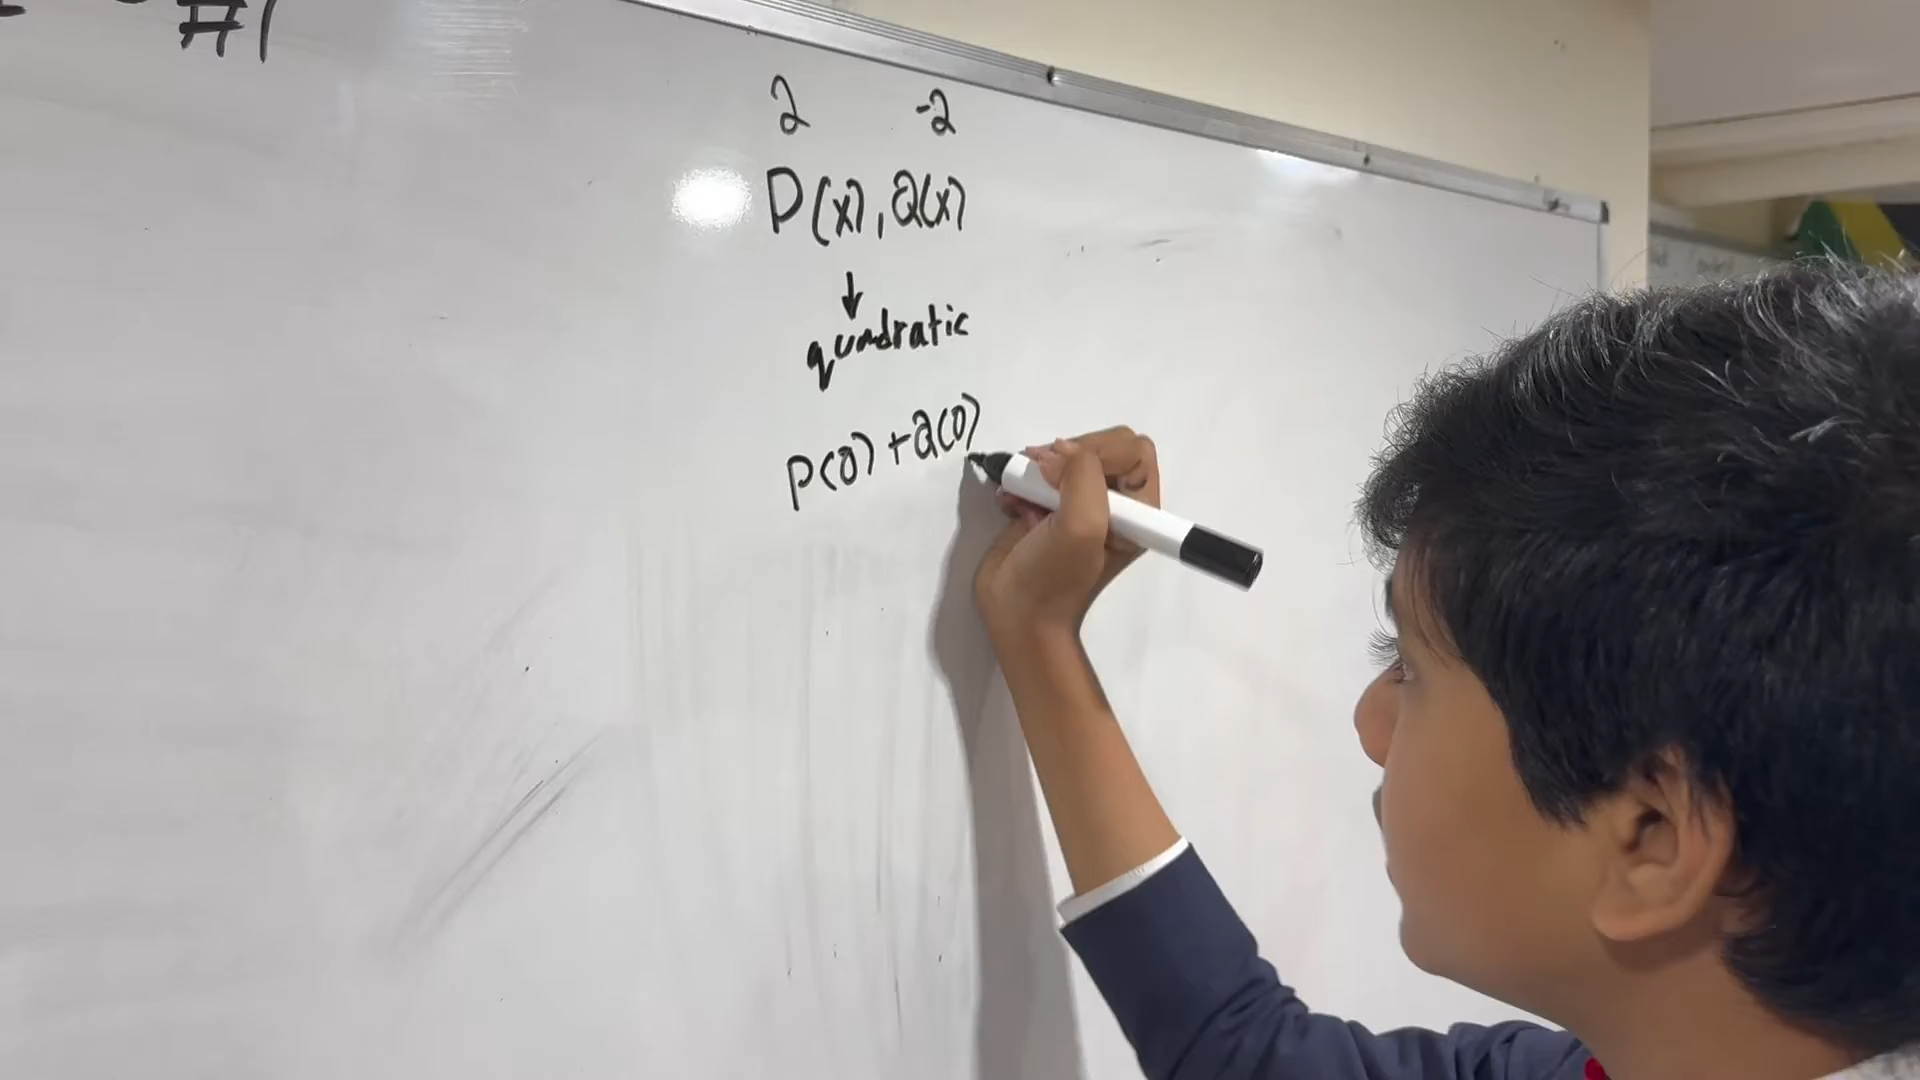 #1
2 -2
P(x), Q(x)
↓
quadratic
P(0) + Q(0)